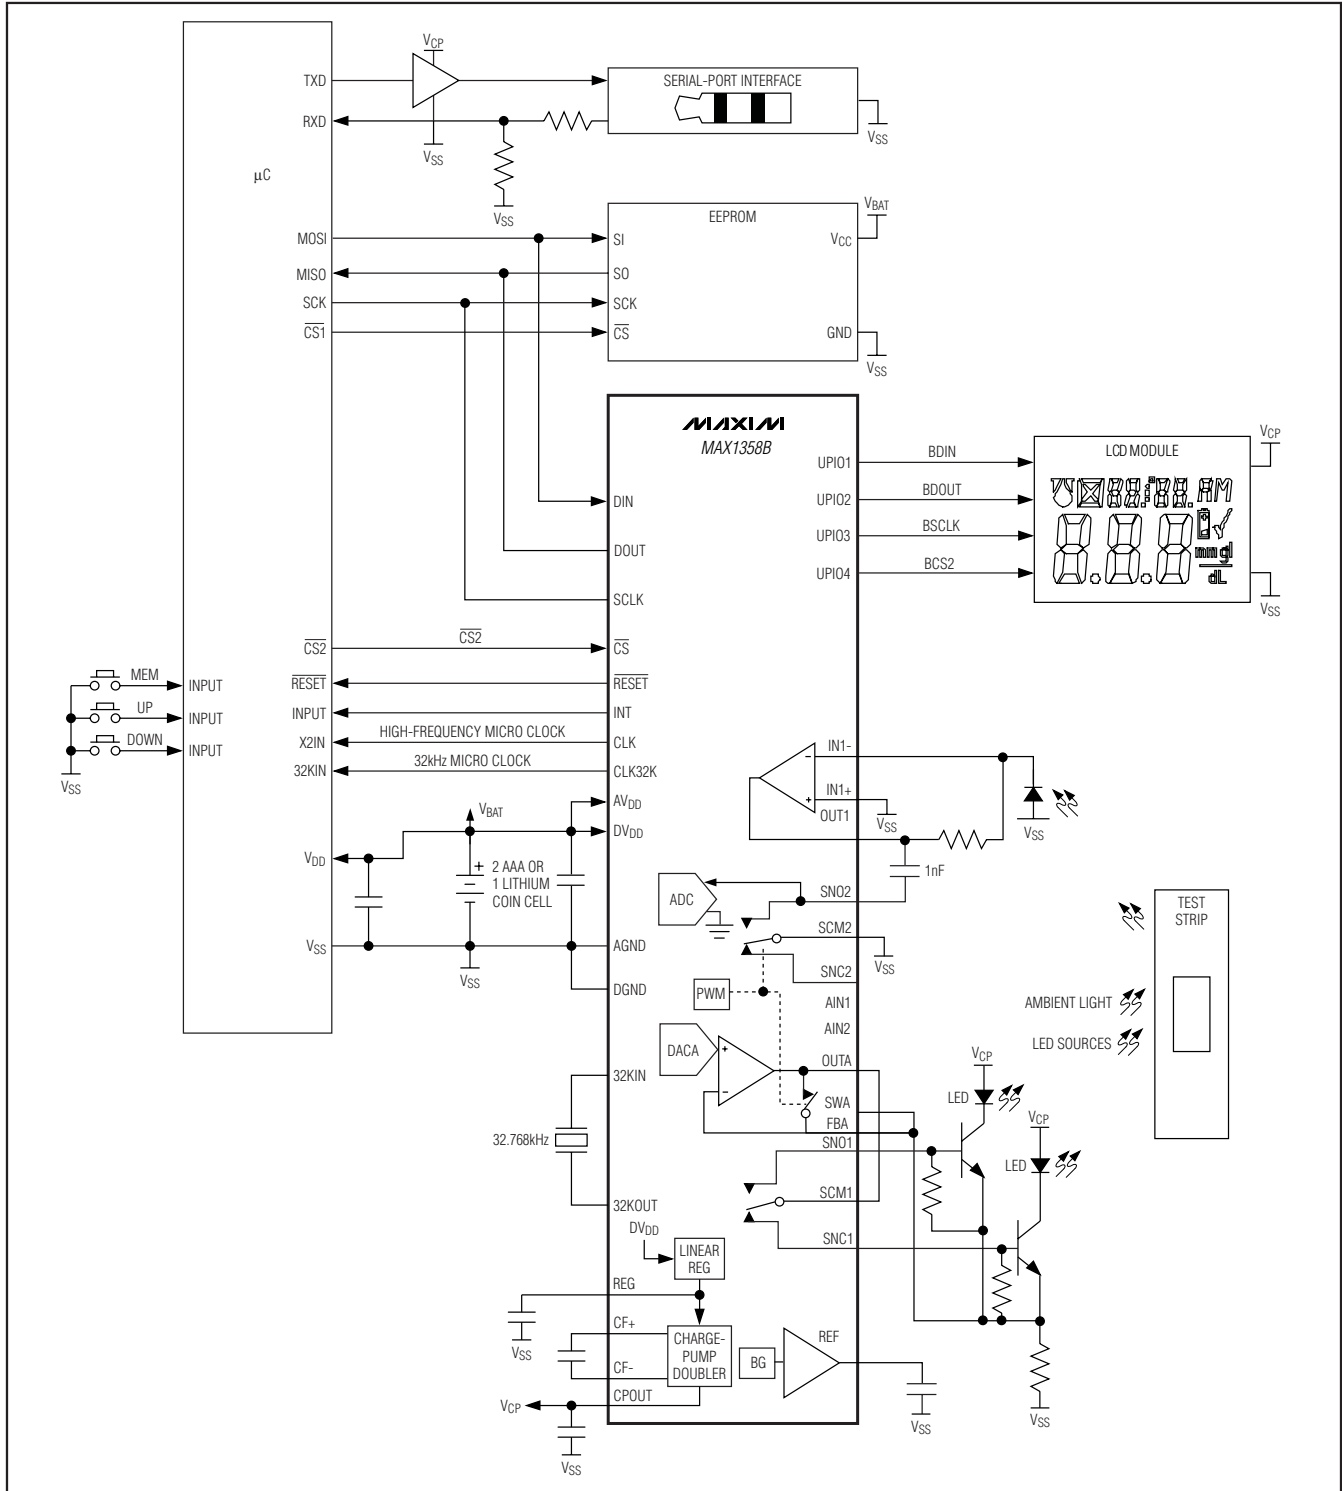 VCP
TXD
SERIAL-PORT INTERFACE
RXD
VSS
VSS
μC
VSS
EEPROM
VBAT
MOSI
SI
VCC
MISO
SO
SCK
SCK
CS1
CS
GND
VSS
MAXIM
MAX1358B
VCP
LCD MODULE
UPIO1
BDIN
UPIO2
BDOUT
UPIO3
BSCLK
UPIO4
BCS2
88:88. AM
8.8.8
mmgl
dL
VSS
DIN
DOUT
SCLK
CS2
CS2
CS
MEM
INPUT
RESET
RESET
UP
INPUT
INPUT
INT
DOWN
INPUT
X2IN
HIGH-FREQUENCY MICRO CLOCK
CLK
VSS
32KIN
32kHz MICRO CLOCK
CLK32K
IN1-
-
IN1+
+
OUT1
VSS
VSS
AVDD
VBAT
DVDD
VDD
+ 2 AAA OR
1 LITHIUM
COIN CELL
1nF
ADC
SNO2
SCM2
VSS
SNC2
VSS
AGND
VSS
DGND
PWM
AIN1
AIN2
TEST
STRIP
AMBIENT LIGHT
LED SOURCES
DACA
+
-
OUTA
SWA
FBA
SNO1
SCM1
SNC1
VCP
LED
VCP
LED
32KIN
32.768kHz
32KOUT
DVDD
LINEAR
REG
REG
VSS
CF+
CF-
CHARGE-
PUMP
DOUBLER
BG
REF
CPOUT
VCP
VSS
VSS
VSS